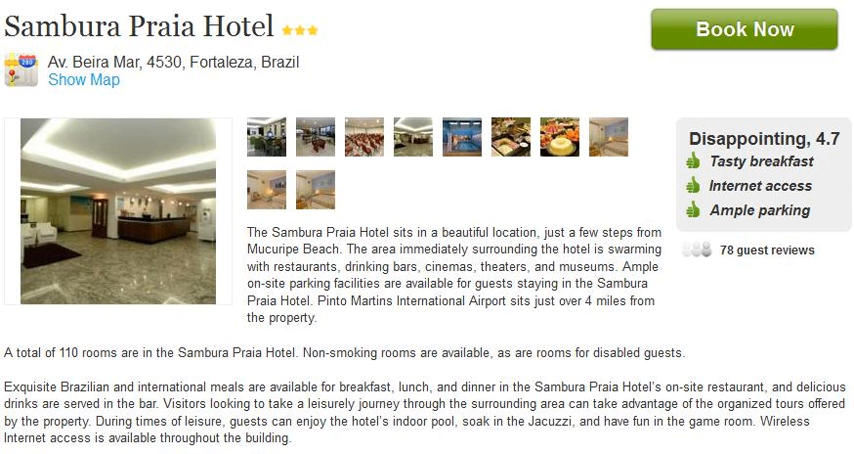 Sambura Praia Hotel
Book Now
280
Av. Beira Mar, 4530, Fortaleza, Brazil
Show Map
Disappointing, 4.7
Tasty breakfast
Internet access
Ample parking
78 guest reviews
The Sambura Praia Hotel sits in a beautiful location, just a few steps from
Mucuripe Beach. The area immediately surrounding the hotel is swarming
with restaurants, drinking bars, cinemas, theaters, and museums. Ample
on-site parking facilities are available for guests staying in the Sambura
Praia Hotel. Pinto Martins International Airport sits just over 4 miles from
the property.
A total of 110 rooms are in the Sambura Praia Hotel. Non-smoking rooms are available, as are rooms for disabled guests.
Exquisite Brazilian and international meals are available for breakfast, lunch, and dinner in the Sambura Praia Hotel’s on-site restaurant, and delicious
drinks are served in the bar. Visitors looking to take a leisurely journey through the surrounding area can take advantage of the organized tours offered
by the property. During times of leisure, guests can enjoy the hotel’s indoor pool, soak in the Jacuzzi, and have fun in the game room. Wireless
Internet access is available throughout the building.